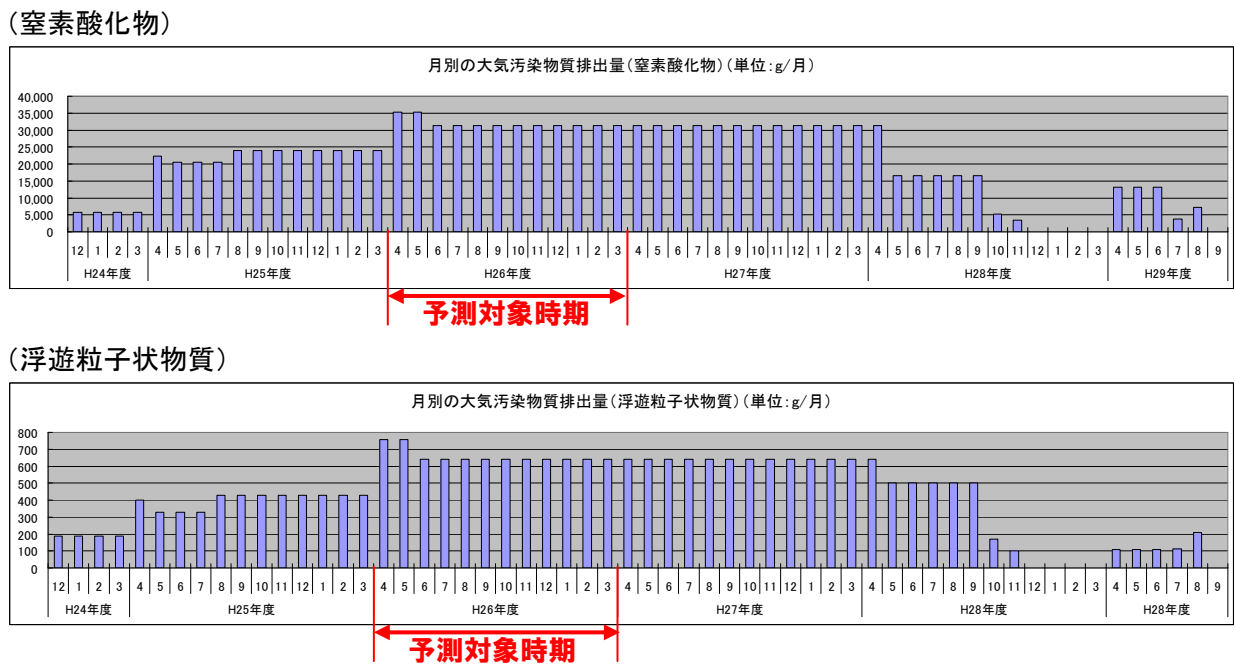 （窒素酸化物）
月別の大気汚染物質排出量（窒素酸化物）（単位：g/月）
40,000
35,000
30,000
25,000
20,000
15,000
10,000
5,000
0
12 1 2 3 4 5 6 7 8 9 10 11 12 1 2 3 4 5 6 7 8 9 10 11 12 1 2 3 4 5 6 7 8 9 10 11 12 1 2 3 4 5 6 7 8 9 10 11 12 1 2 3 4 5 6 7 8 9
H24年度 H25年度 H26年度 H27年度 H28年度 H29年度
予測対象時期
（浮遊粒子状物質）
月別の大気汚染物質排出量（浮遊粒子状物質）（単位：g/月）
800
700
600
500
400
300
200
100
0
12 1 2 3 4 5 6 7 8 9 10 11 12 1 2 3 4 5 6 7 8 9 10 11 12 1 2 3 4 5 6 7 8 9 10 11 12 1 2 3 4 5 6 7 8 9 10 11 12 1 2 3 4 5 6 7 8 9
H24年度 H25年度 H26年度 H27年度 H28年度 H28年度
予測対象時期